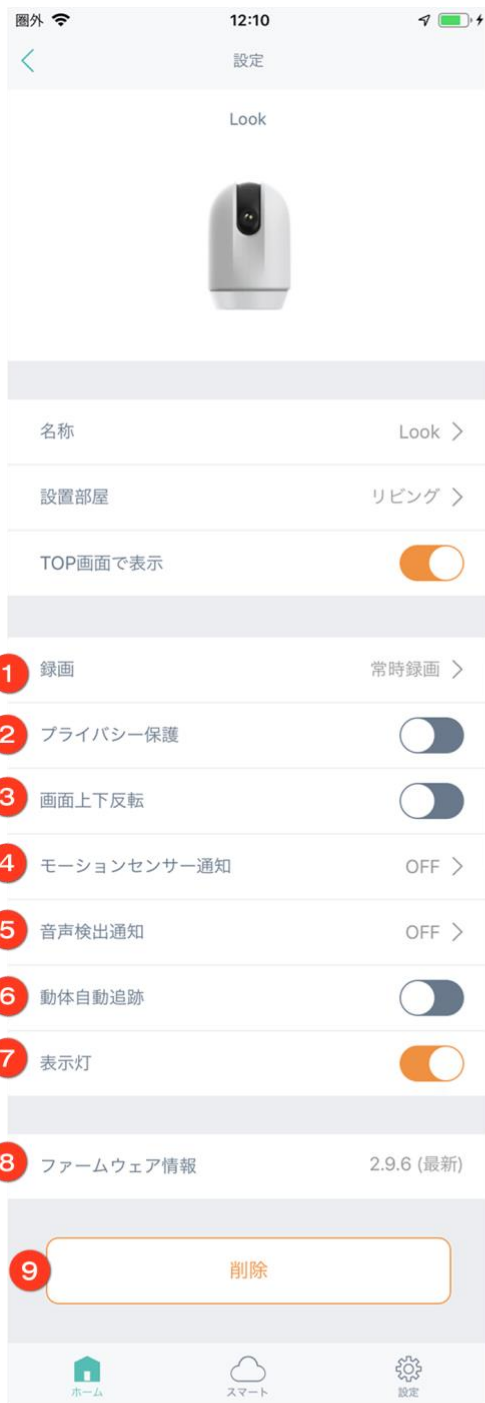 圏外 12:10
設定
Look
名称 Look
設置部屋 リビング
TOP画面で表示
1 録画 常時録画
2 プライバシー保護
3 画面上下反転
4 モーションセンサー通知 OFF
5 音声検出通知 OFF
6 動体自動追跡
7 表示灯
8 ファームウェア情報 2.9.6 (最新)
9 削除
ホーム スマート 設定